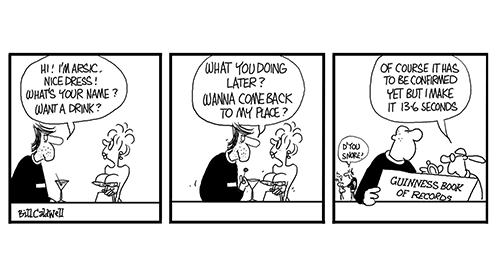 HI! I'M ARSIC.
NICE DRESS!
WHAT'S YOUR NAME?
WANT A DRINK?
Bill Caldwell
WHAT YOU DOING
LATER?
WANNA COME BACK
TO MY PLACE?
OF COURSE IT HAS
TO BE CONFIRMED
YET BUT I MAKE
IT 13.6 SECONDS
D'YOU
SNORE?
GUINNESS BOOK
OF RECORDS